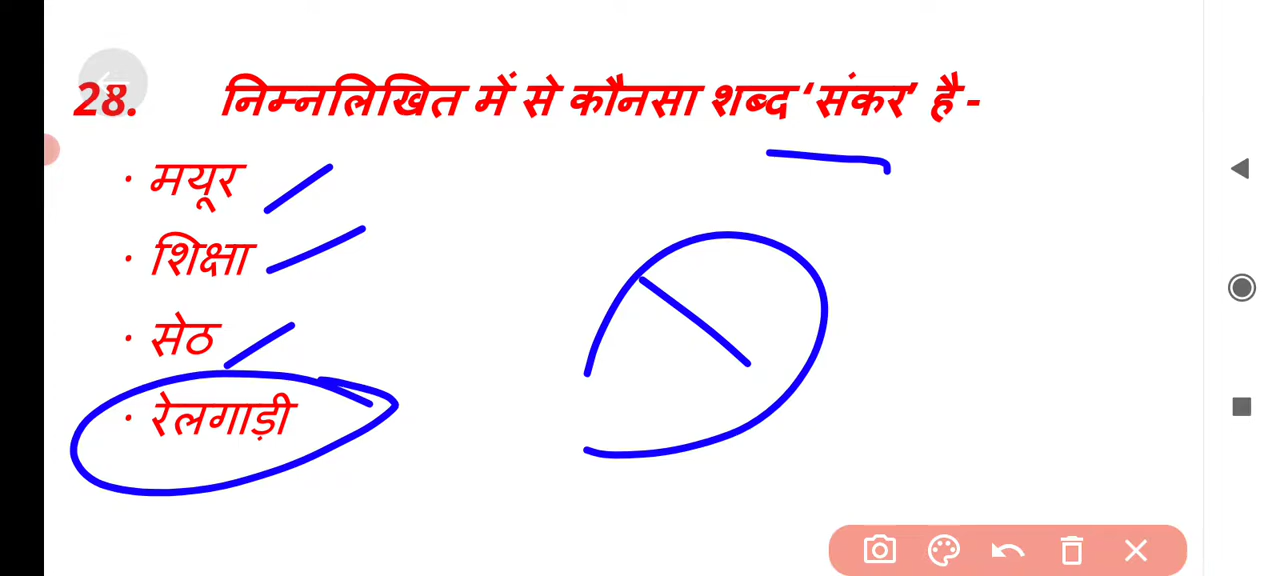 28. निम्नलिखित में से कौनसा शब्द ‘संकर’ है -
· मयूर
· शिक्षा
· सेठ
· रेलगाड़ी